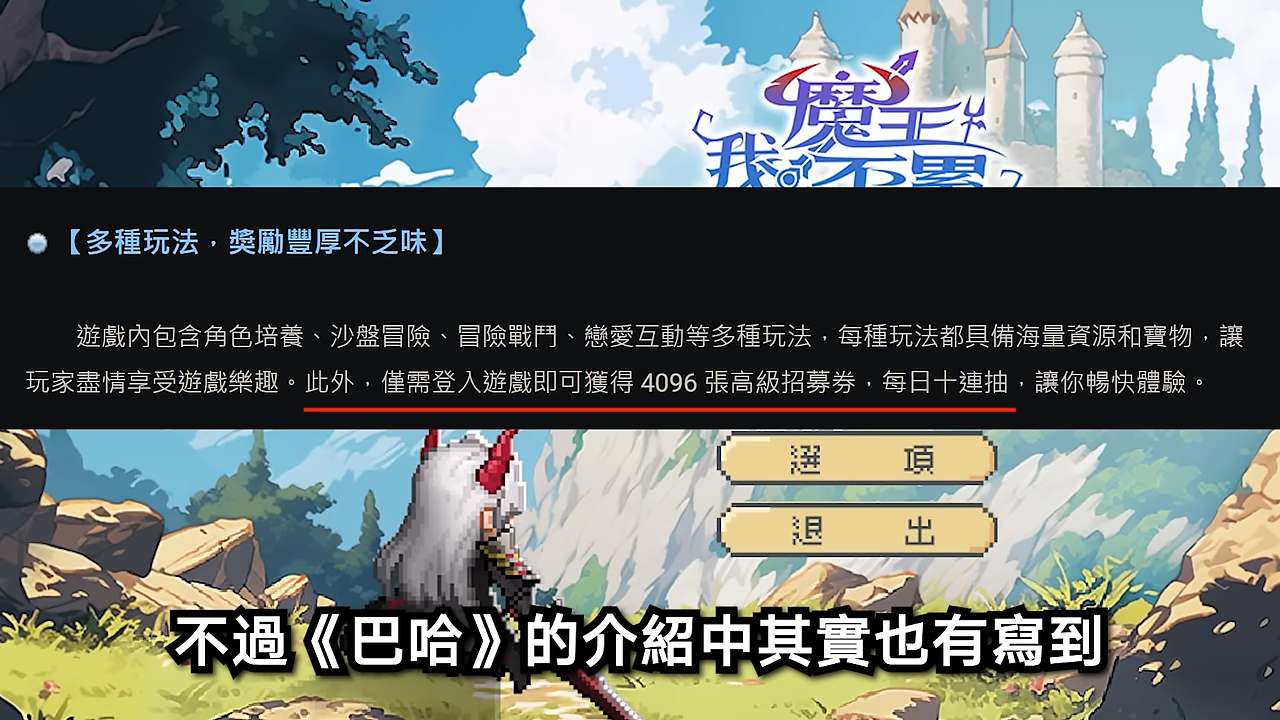 魔王
我不累
【多種玩法，獎勵豐厚不乏味】
遊戲內包含角色培養、沙盤冒險、冒險戰鬥、戀愛互動等多種玩法，每種玩法都具備海量資源和寶物，讓
玩家盡情享受遊戲樂趣。此外，僅需登入遊戲即可獲得 4096 張高級招募券，每日十連抽，讓你暢快體驗。
選 項
退 出
不過《巴哈》的介紹中其實也有寫到